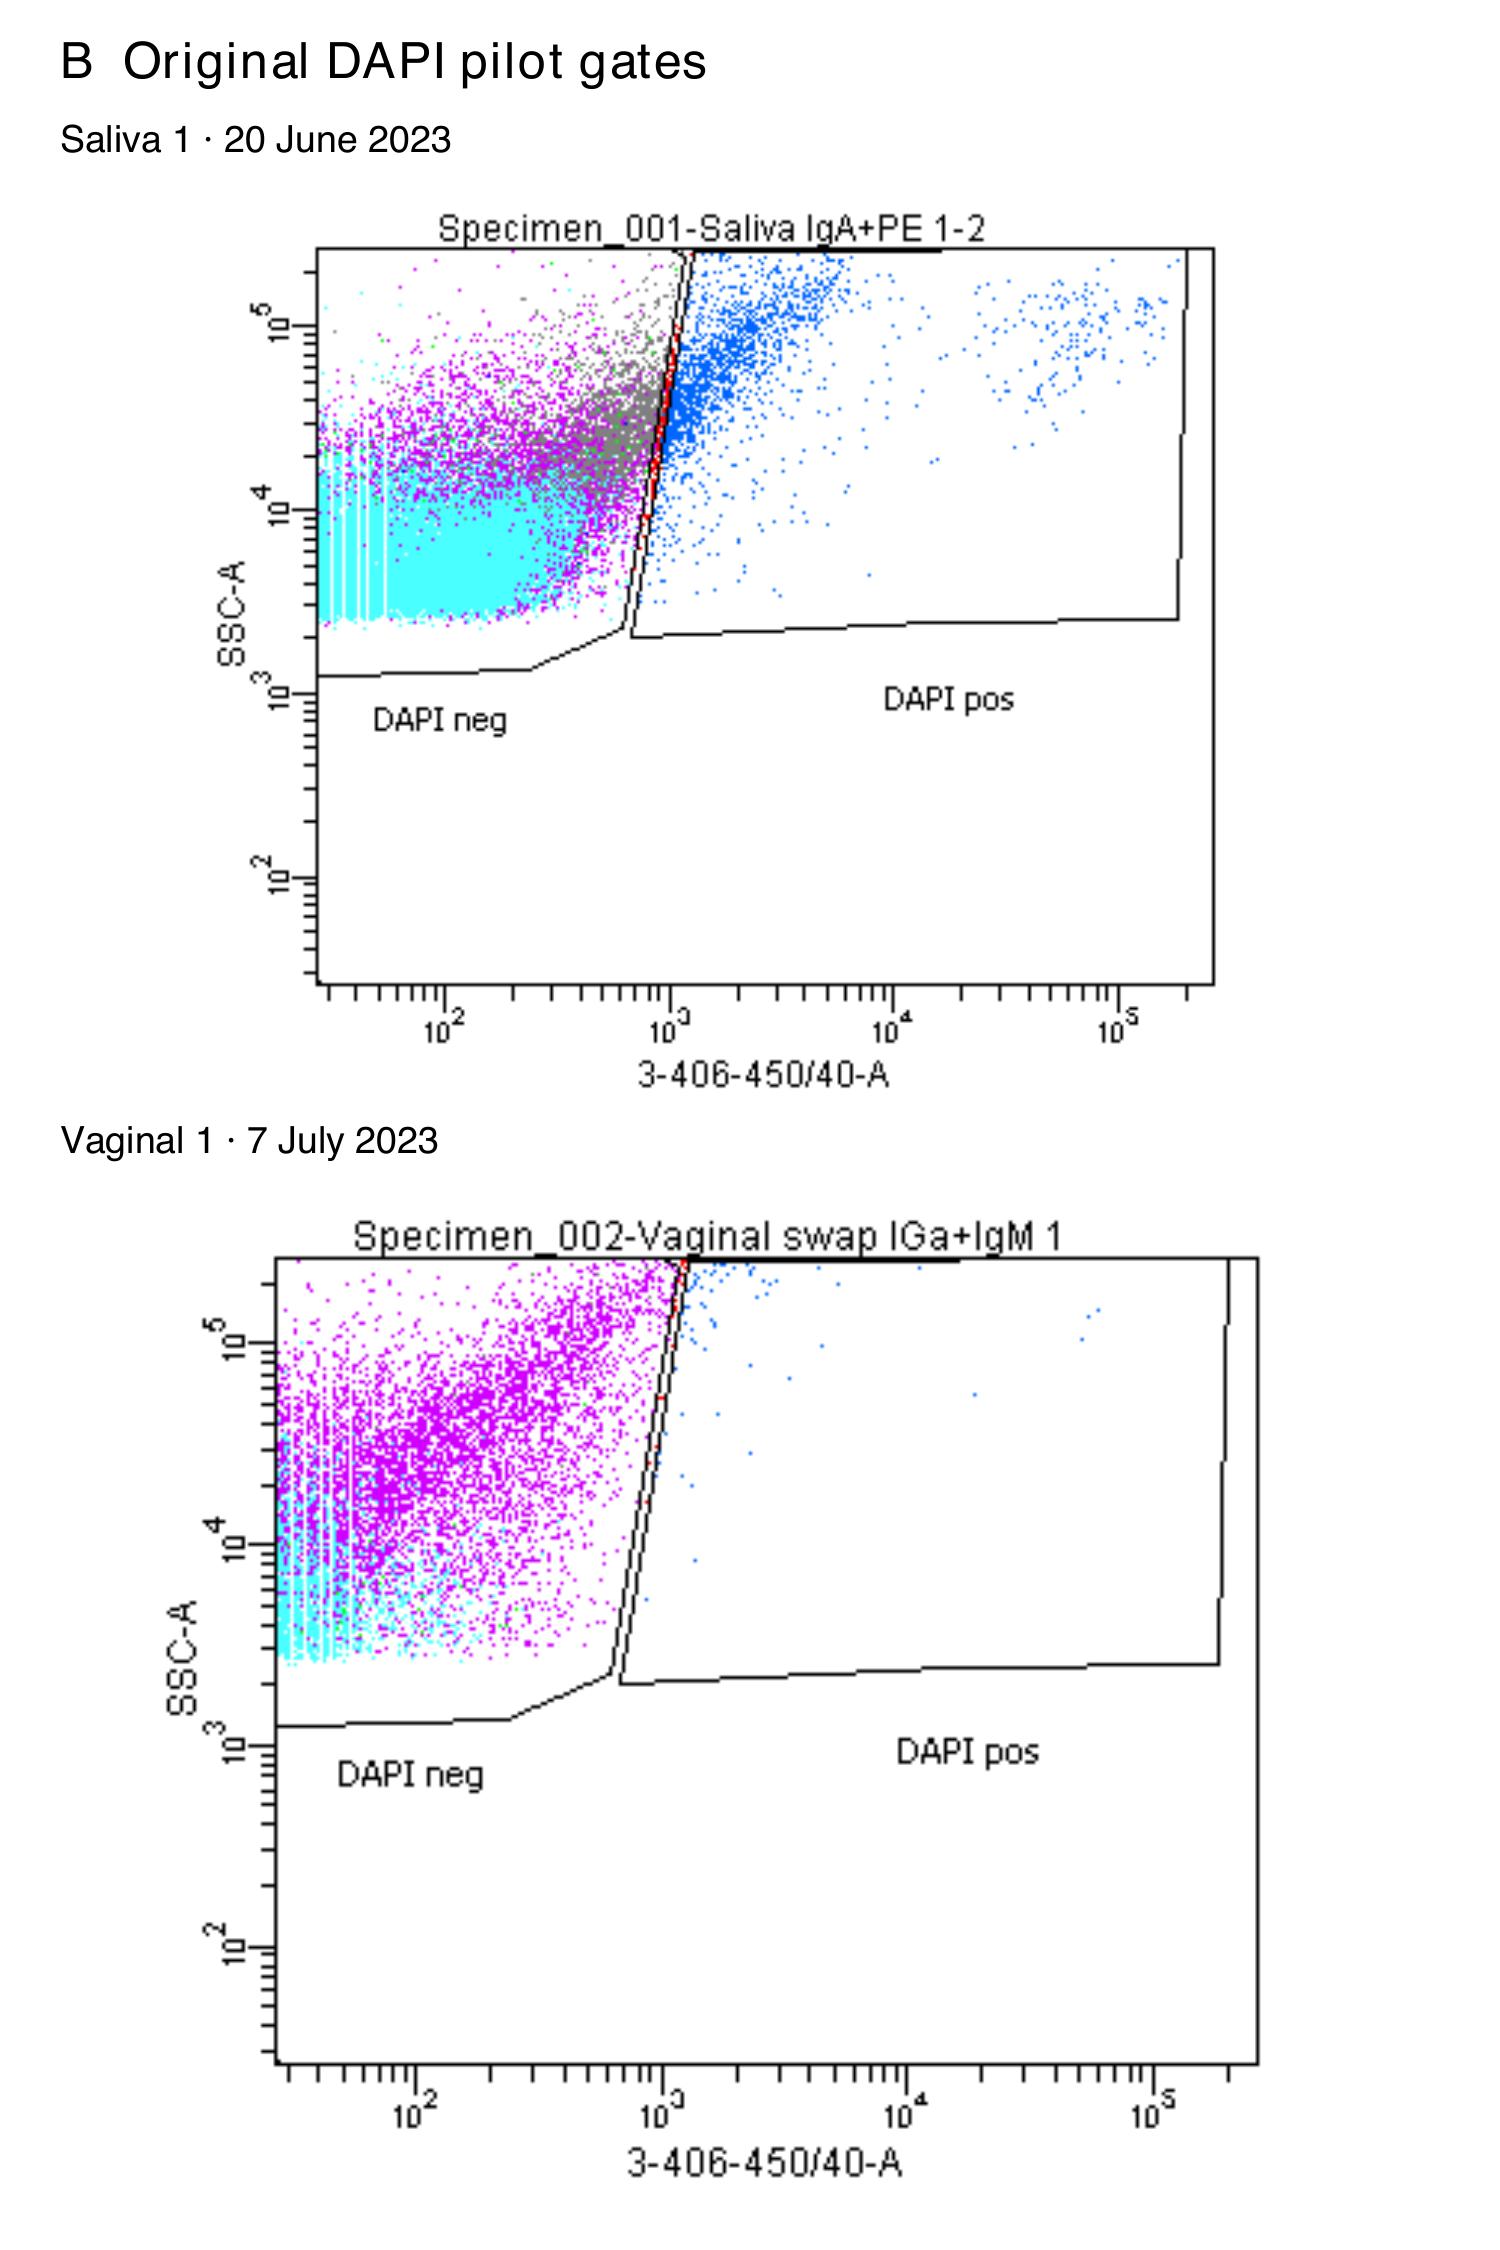 B Original DAPI pilot gates
Saliva 1 · 20 June 2023
Specimen_001-Saliva IgA+PE 1-2
10^5
10^4
SSC-A
10^3
DAPI neg
DAPI pos
10^2
10^2 10^3 10^4 10^5
3-406-450/40-A
Vaginal 1 · 7 July 2023
Specimen_002-Vaginal swap IGa+IgM 1
10^5
10^4
SSC-A
10^3
DAPI neg
DAPI pos
10^2
10^2 10^3 10^4 10^5
3-406-450/40-A